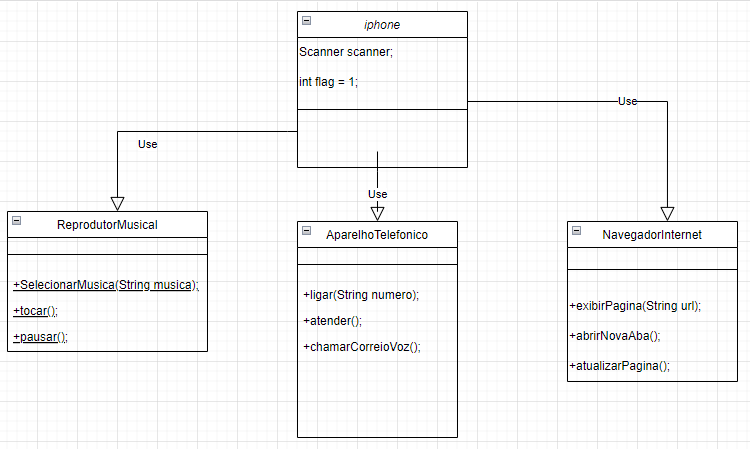 iphone
Scanner scanner;
int flag = 1;
Use
Use
Use
ReprodutorMusical
+SelecionarMusica(String musica);
+tocar();
+pausar();
AparelhoTelefonico
+ligar(String numero);
+atender();
+chamarCorreioVoz();
NavegadorInternet
+exibirPagina(String url);
+abrirNovaAba();
+atualizarPagina();